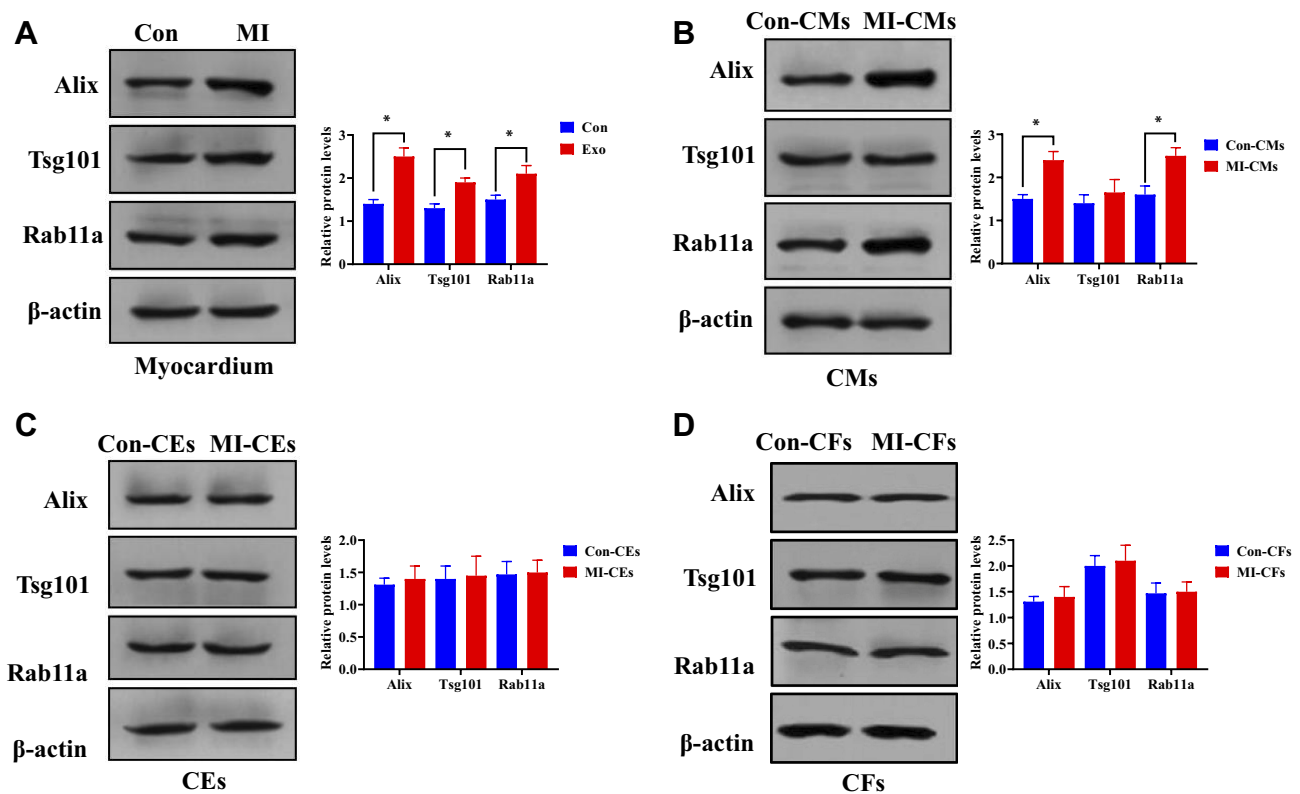 A
Con MI
Alix
Tsg101
Rab11a
β-actin
Myocardium
Relative protein levels
3
2
1
0
* * *
Alix Tsg101 Rab11a
Con
Exo
B
Con-CMs MI-CMs
Alix
Tsg101
Rab11a
β-actin
CMs
Relative protein levels
3
2
1
0
* *
Alix Tsg101 Rab11a
Con-CMs
MI-CMs
C
Con-CEs MI-CEs
Alix
Tsg101
Rab11a
β-actin
CEs
Relative protein levels
2.0
1.5
1.0
0.5
0.0
Alix Tsg101 Rab11a
Con-CEs
MI-CEs
D
Con-CFs MI-CFs
Alix
Tsg101
Rab11a
β-actin
CFs
Relative protein levels
2.5
2.0
1.5
1.0
0.5
0.0
Alix Tsg101 Rab11a
Con-CFs
MI-CFs